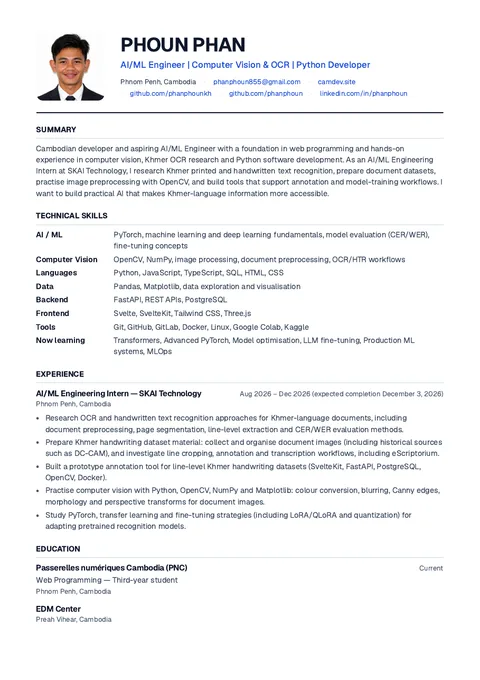 PHOUN PHAN
AI/ML Engineer | Computer Vision & OCR | Python Developer
Phnom Penh, Cambodia phanphoun855@gmail.com camdev.site
github.com/phanphounkh github.com/phanphoun linkedin.com/in/phanphoun
SUMMARY
Cambodian developer and aspiring AI/ML Engineer with a foundation in web programming and hands-on
experience in computer vision, Khmer OCR research and Python software development. As an AI/ML Engineering
Intern at SKAI Technology, I research Khmer printed and handwritten text recognition, prepare document datasets,
practise image preprocessing with OpenCV, and build tools that support annotation and model-training workflows. I
want to build practical AI that makes Khmer-language information more accessible.
TECHNICAL SKILLS
AI / ML PyTorch, machine learning and deep learning fundamentals, model evaluation (CER/WER),
fine-tuning concepts
Computer Vision OpenCV, NumPy, image processing, document preprocessing, OCR/HTR workflows
Languages Python, JavaScript, TypeScript, SQL, HTML, CSS
Data Pandas, Matplotlib, data exploration and visualisation
Backend FastAPI, REST APIs, PostgreSQL
Frontend Svelte, SvelteKit, Tailwind CSS, Three.js
Tools Git, GitHub, GitLab, Docker, Linux, Google Colab, Kaggle
Now learning Transformers, Advanced PyTorch, Model optimisation, LLM fine-tuning, Production ML
systems, MLOps
EXPERIENCE
AI/ML Engineering Intern — SKAI Technology Aug 2026 – Dec 2026 (expected completion December 3, 2026)
Phnom Penh, Cambodia
• Research OCR and handwritten text recognition approaches for Khmer-language documents, including
document preprocessing, page segmentation, line-level extraction and CER/WER evaluation methods.
• Prepare Khmer handwriting dataset material: collect and organise document images (including historical sources
such as DC-CAM), and investigate line cropping, annotation and transcription workflows, including eScriptorium.
• Built a prototype annotation tool for line-level Khmer handwriting datasets (SvelteKit, FastAPI, PostgreSQL,
OpenCV, Docker).
• Practise computer vision with Python, OpenCV, NumPy and Matplotlib: colour conversion, blurring, Canny edges,
morphology and perspective transforms for document images.
• Study PyTorch, transfer learning and fine-tuning strategies (including LoRA/QLoRA and quantization) for
adapting pretrained recognition models.
EDUCATION
Passerelles numériques Cambodia (PNC) Current
Web Programming — Third-year student
Phnom Penh, Cambodia
EDM Center
Preah Vihear, Cambodia